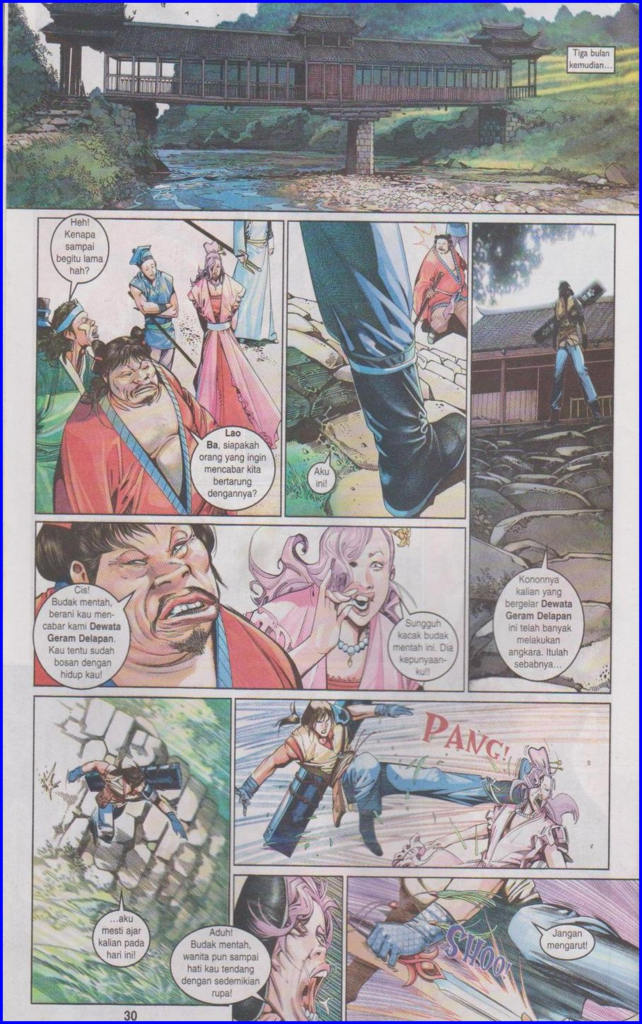 Tiga bulan
kemudian...
Heh!
Kenapa
sampai
begitu lama
hah?
Lao
Ba, siapakah
orang yang ingin
mencabar kita
bertarung
dengannya?
Aku
ini!
Kononnya
kalian yang
bergelar Dewata
Geram Delapan
ini telah banyak
melakukan
angkara. Itulah
sebabnya...
Cis!
Budak mentah,
berani kau men-
cabar kami Dewata
Geram Delapan.
Kau tentu sudah
bosan dengan
hidup kau!
Sungguh
kacak budak
mentah ini. Dia
kepunyaan-
ku!!
...aku
mesti ajar
kalian pada
hari ini!
PANG!
Aduh!
Budak mentah,
wanita pun sampai
hati kau tendang
dengan sedemikian
rupa!
SHOO!
Jangan
mengarut!
30